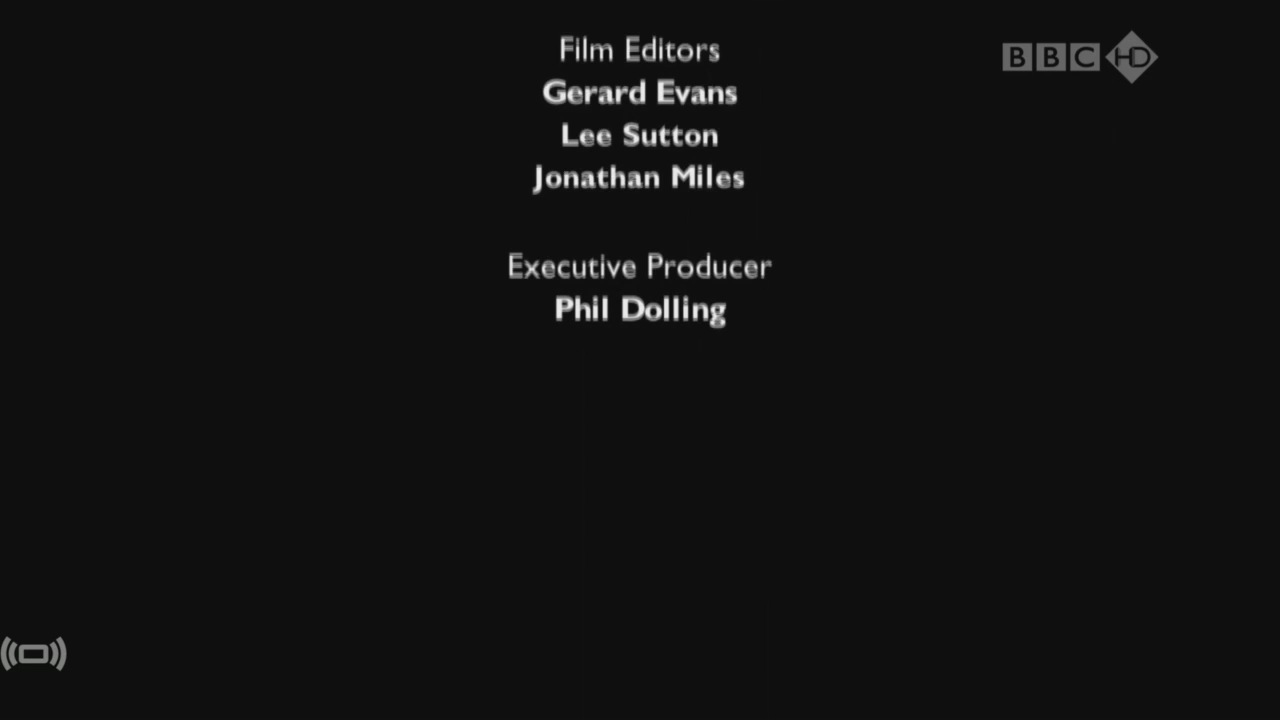 Film Editors
BBC HD
Gerard Evans
Lee Sutton
Jonathan Miles
Executive Producer
Phil Dolling